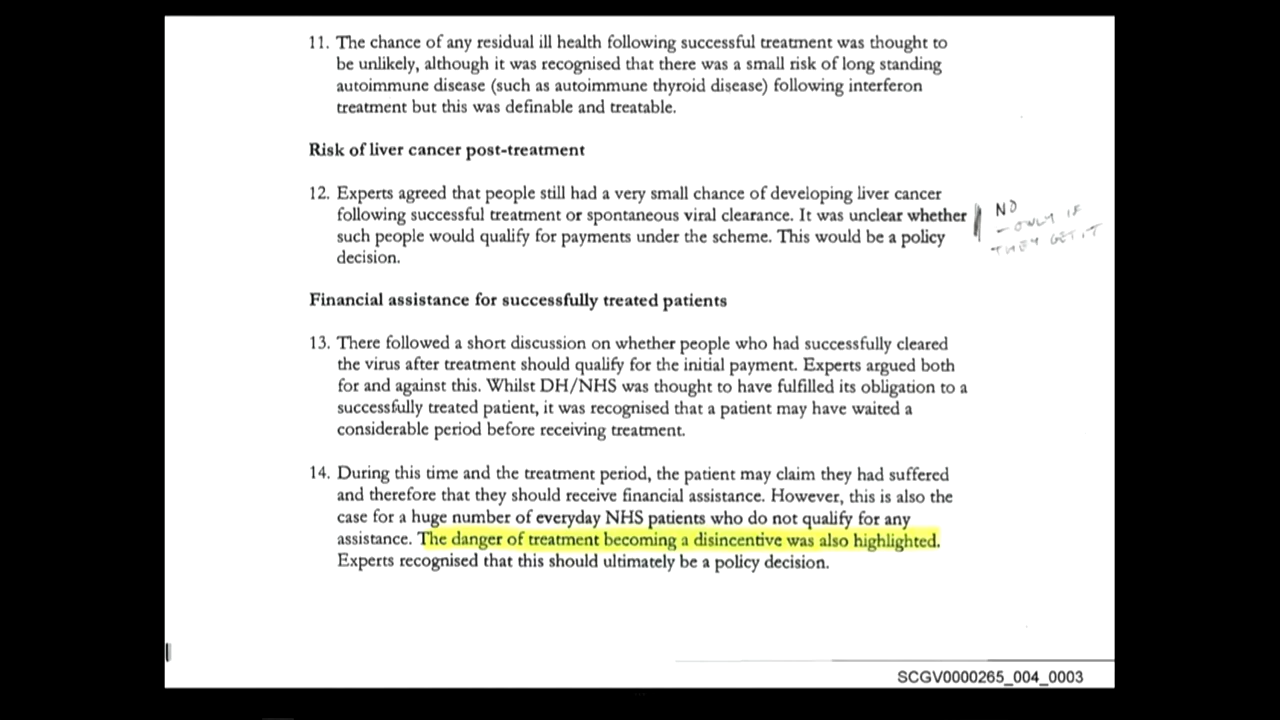 11. The chance of any residual ill health following successful treatment was thought to
be unlikely, although it was recognised that there was a small risk of long standing
autoimmune disease (such as autoimmune thyroid disease) following interferon
treatment but this was definable and treatable.
Risk of liver cancer post-treatment
12. Experts agreed that people still had a very small chance of developing liver cancer
following successful treatment or spontaneous viral clearance. It was unclear whether
such people would qualify for payments under the scheme. This would be a policy
decision.
NO
- ONLY IF
THEY GET IT
Financial assistance for successfully treated patients
13. There followed a short discussion on whether people who had successfully cleared
the virus after treatment should qualify for the initial payment. Experts argued both
for and against this. Whilst DH/NHS was thought to have fulfilled its obligation to a
successfully treated patient, it was recognised that a patient may have waited a
considerable period before receiving treatment.
14. During this time and the treatment period, the patient may claim they had suffered
and therefore that they should receive financial assistance. However, this is also the
case for a huge number of everyday NHS patients who do not qualify for any
assistance. The danger of treatment becoming a disincentive was also highlighted.
Experts recognised that this should ultimately be a policy decision.
SCGV0000265_004_0003